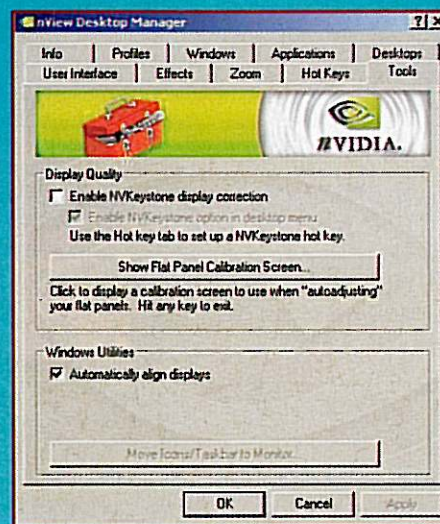 nView Desktop Manager
Info Profiles Windows Applications Desktops
User Interface Effects Zoom Hot Keys Tools
nVIDIA.
Display Quality
Enable NVKeystone display correction
Enable NVKeystone option in desktop menu
Use the Hot key tab to set up a NVKeystone hot key.
Show Flat Panel Calibration Screen...
Click to display a calibration screen to use when "autoadjusting"
your flat panels. Hit any key to exit.
Windows Utilities
Automatically align displays
Move Icons/Taskbar to Monitor...
OK Cancel Apply